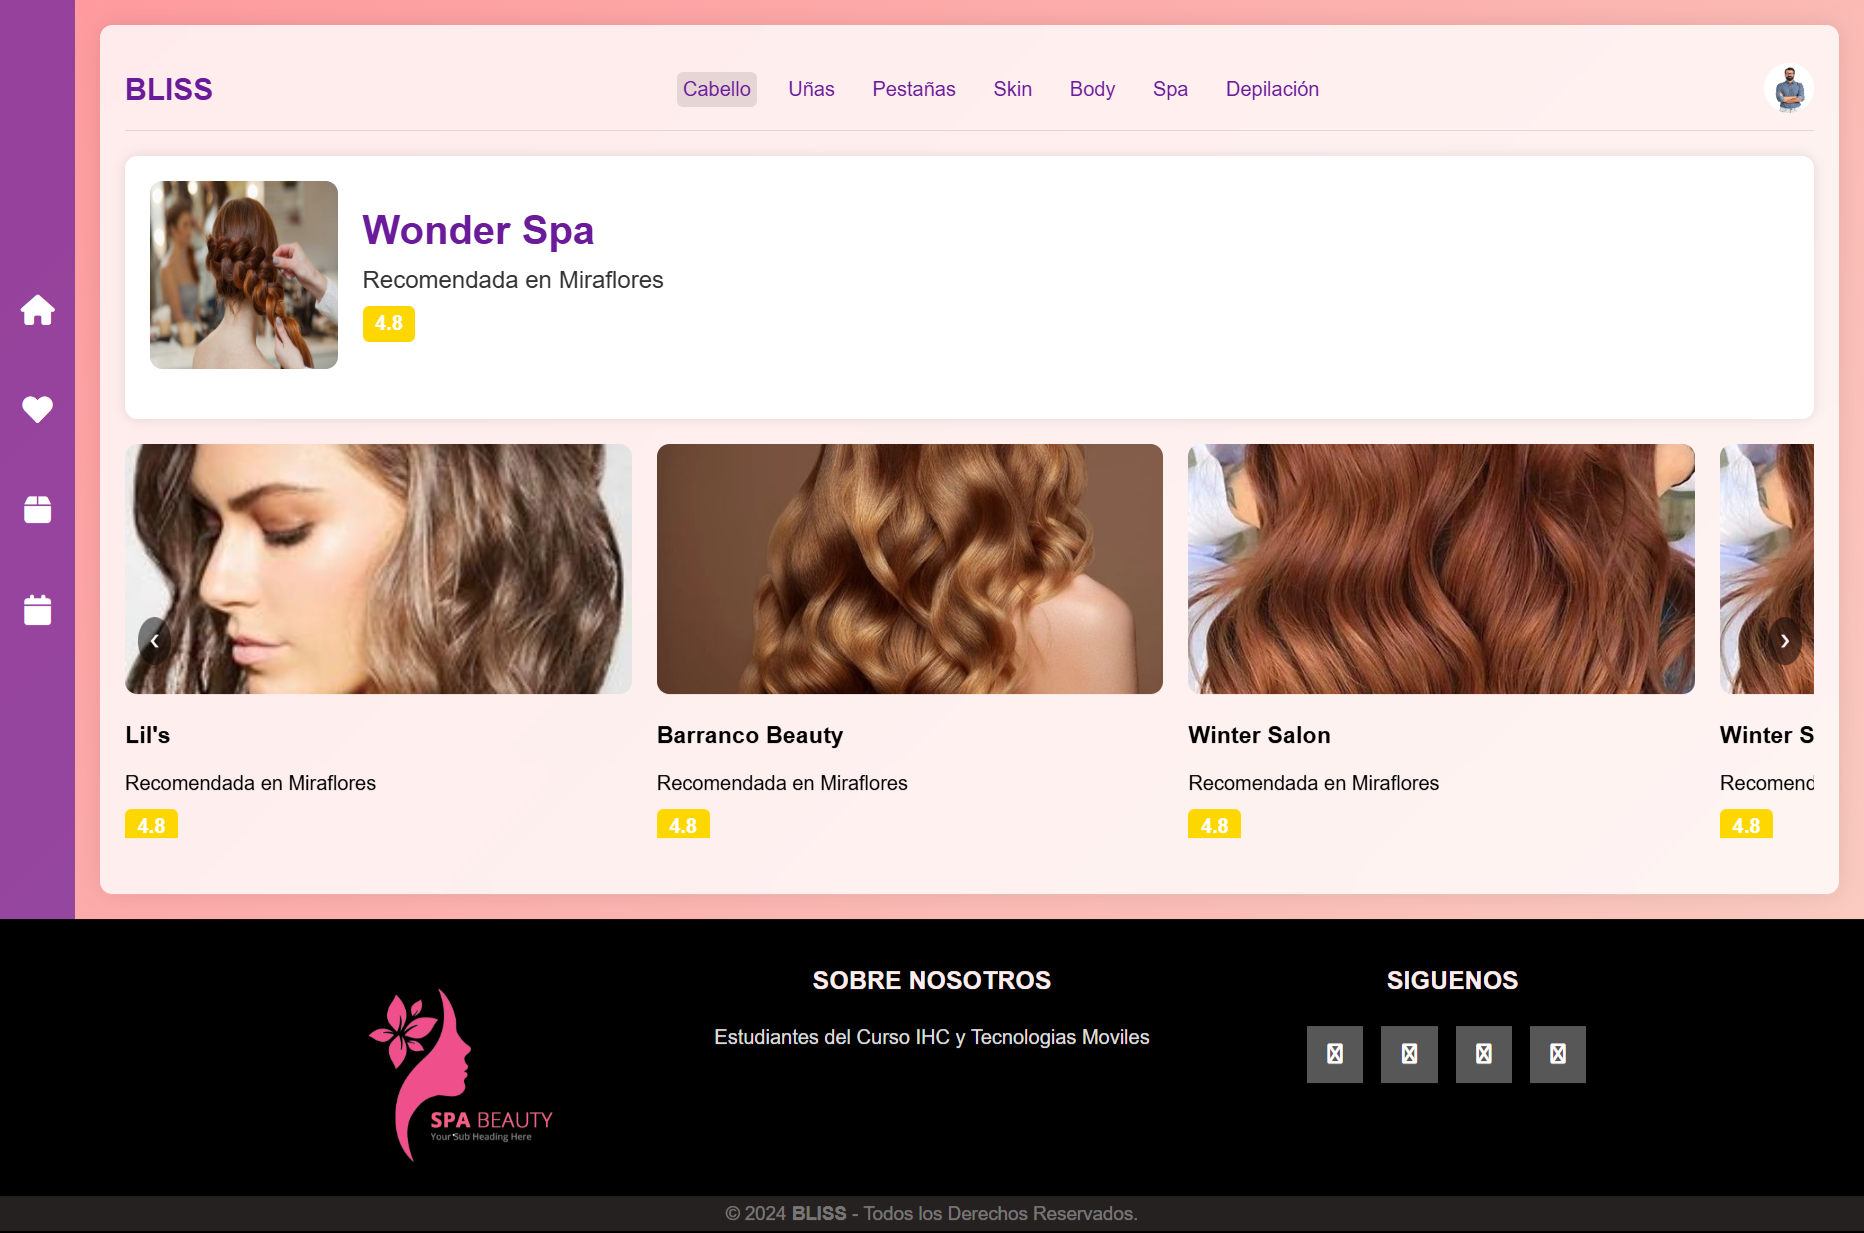 BLISS
Cabello Uñas Pestañas Skin Body Spa Depilación
Wonder Spa
Recomendada en Miraflores
4.8
Lil's
Recomendada en Miraflores
4.8
Barranco Beauty
Recomendada en Miraflores
4.8
Winter Salon
Recomendada en Miraflores
4.8
Winter S
Recomend
4.8
SPA BEAUTY
Your Sub Heading Here
SOBRE NOSOTROS
Estudiantes del Curso IHC y Tecnologias Moviles
SIGUENOS
© 2024 BLISS - Todos los Derechos Reservados.